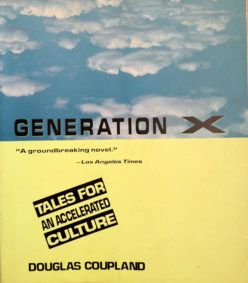 GENERATION X
"A groundbreaking novel."
—Los Angeles Times
TALES FOR
AN ACCELERATED
CULTURE
DOUGLAS COUPLAND